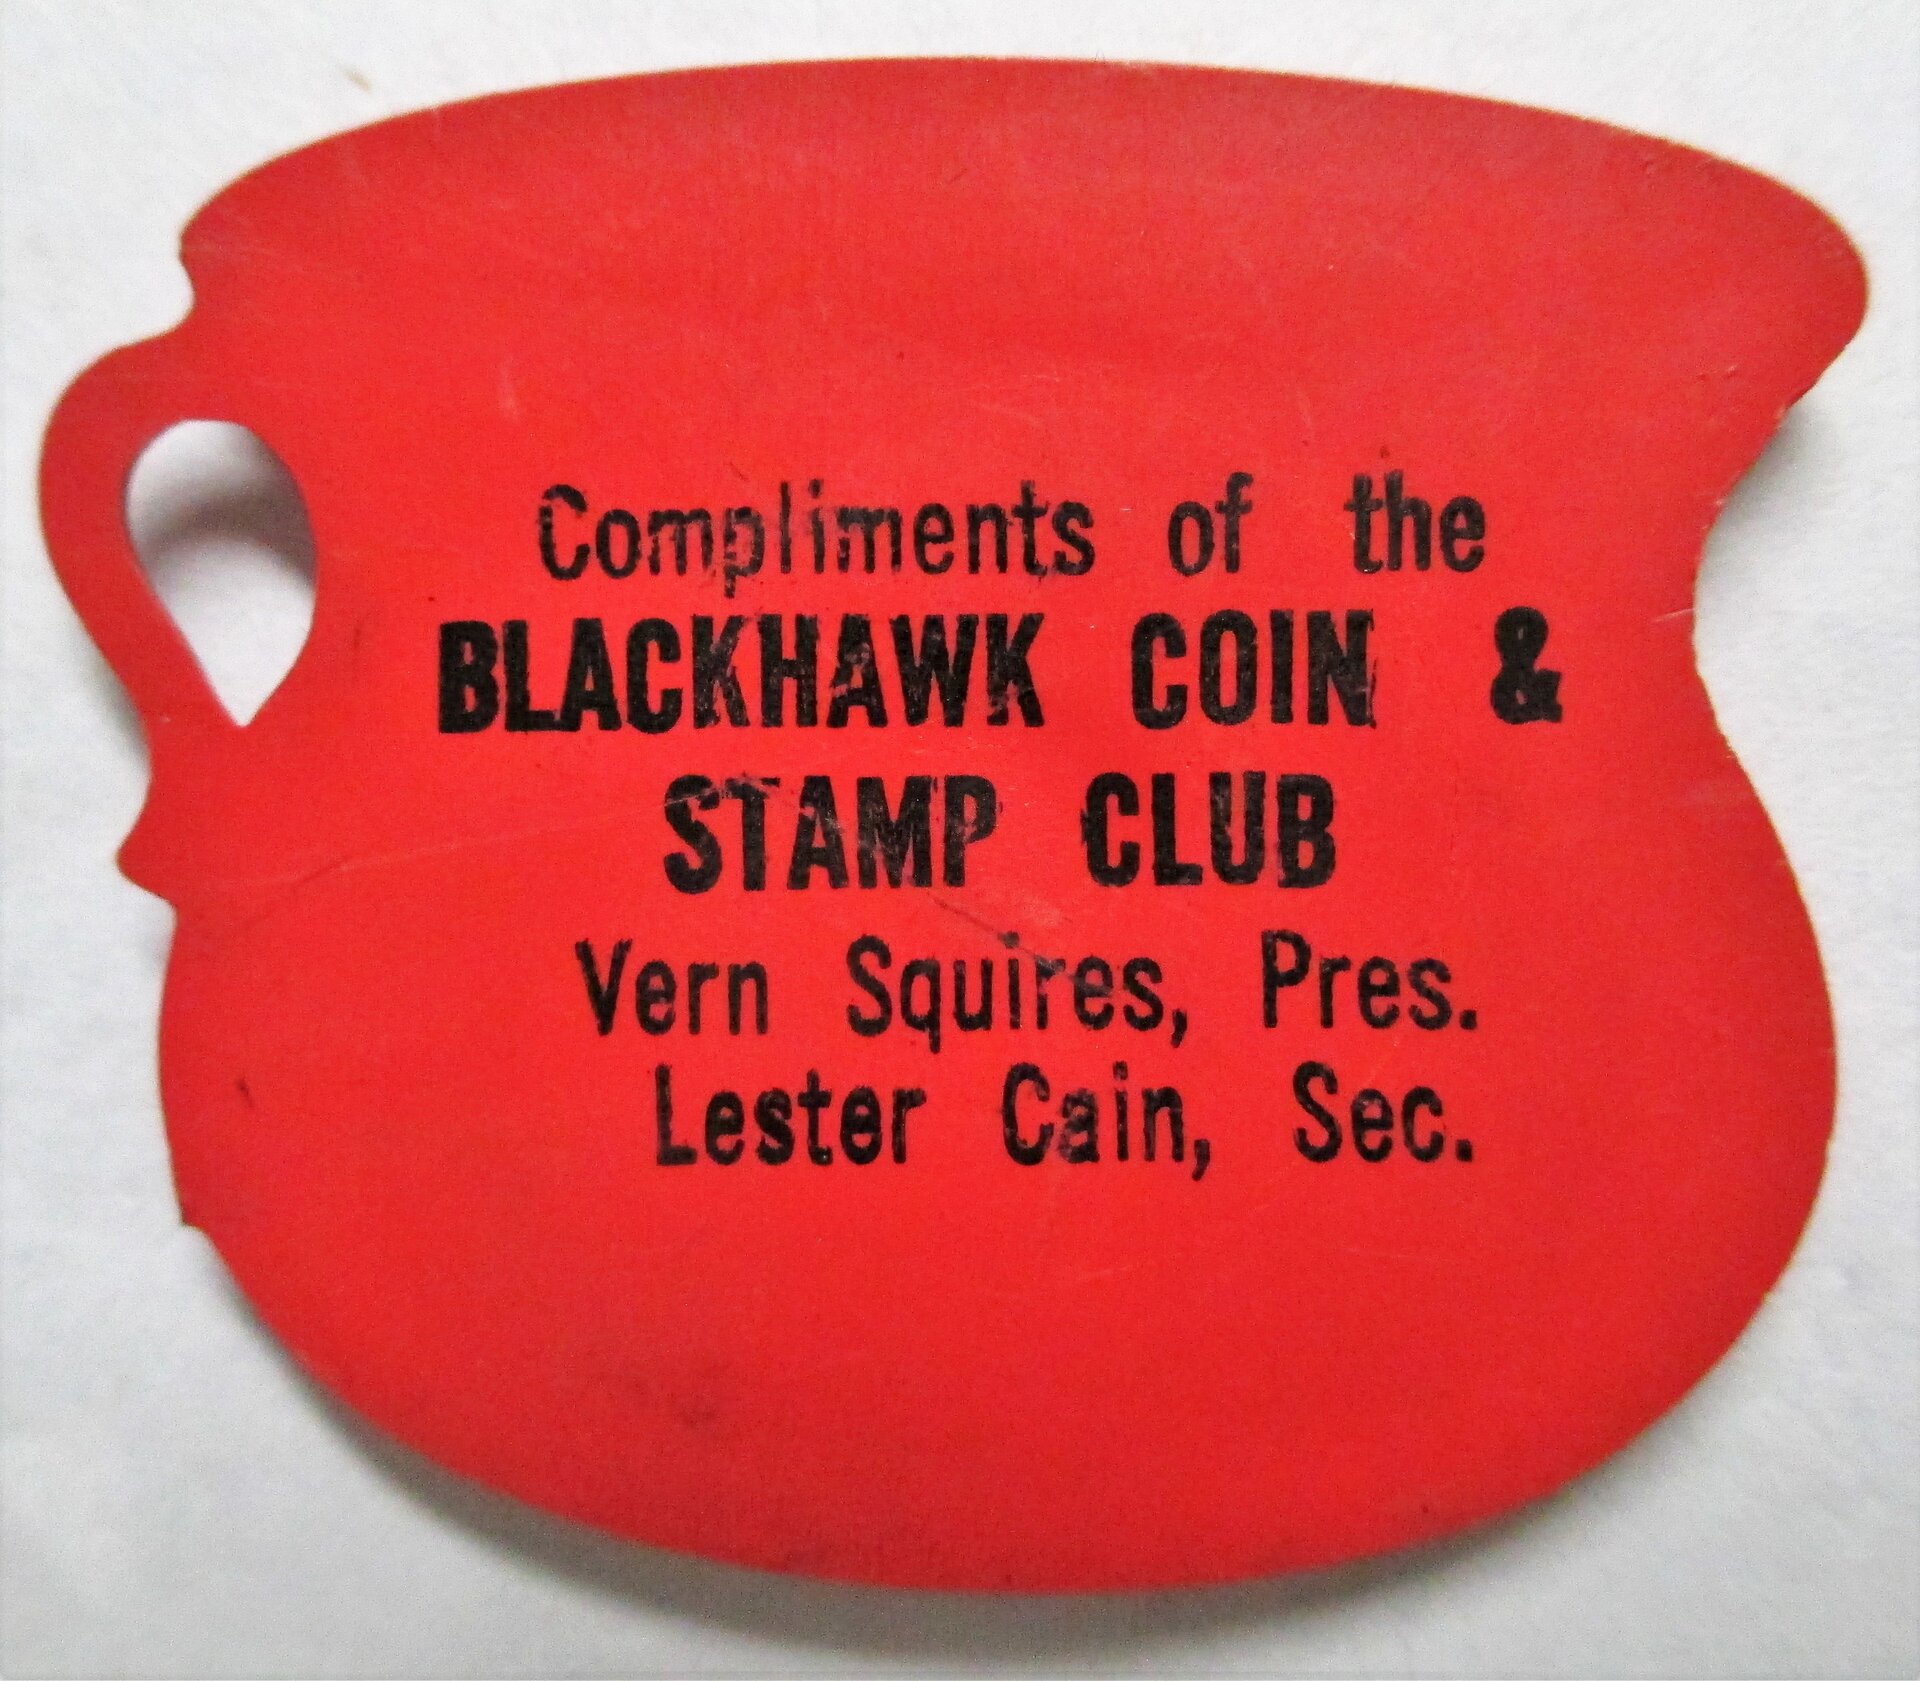 Compliments of the
BLACKHAWK COIN &
STAMP CLUB
Vern Squires, Pres.
Lester Cain, Sec.